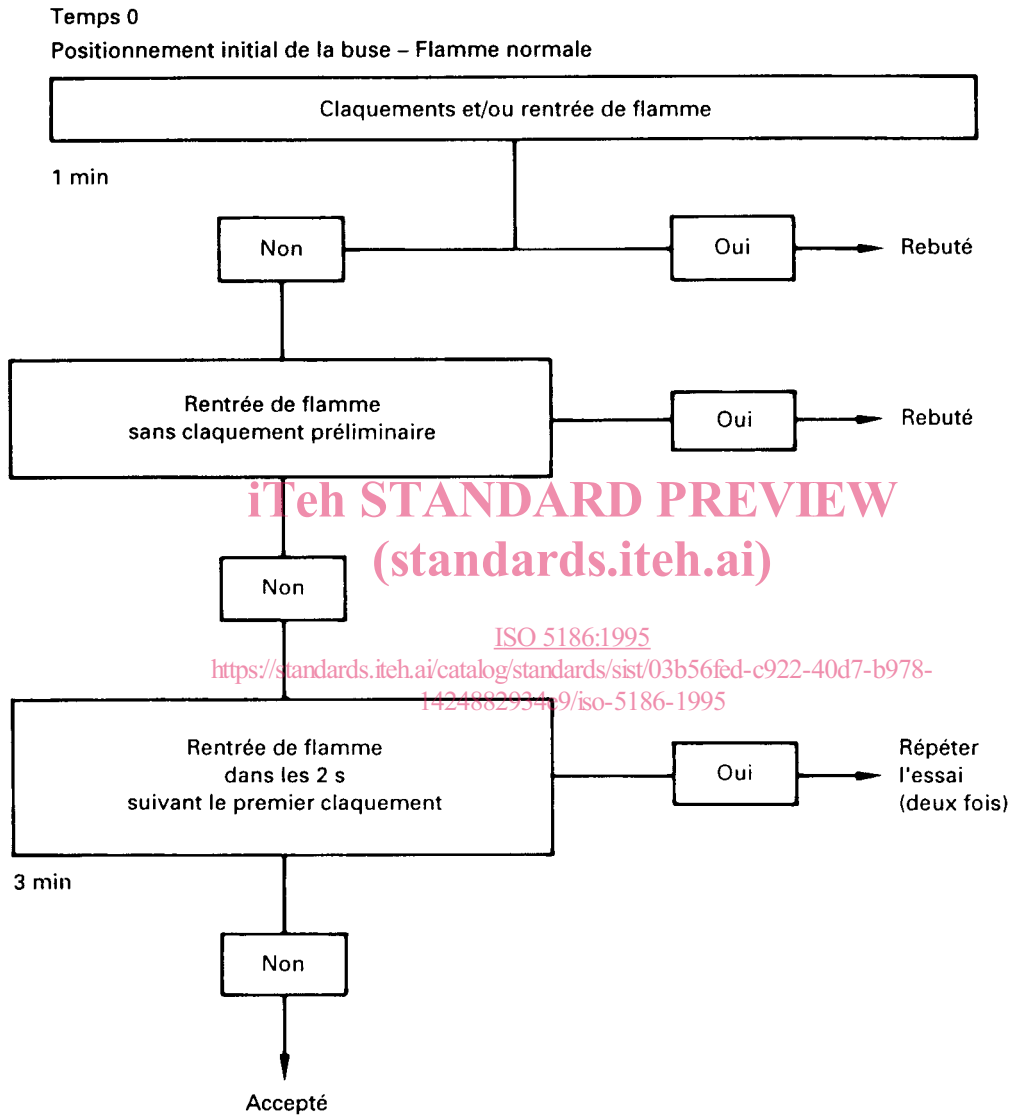 Temps 0
Positionnement initial de la buse – Flamme normale
Claquements et/ou rentrée de flamme
1 min
Non
Oui
Rebuté
Rentrée de flamme
sans claquement préliminaire
Oui
Rebuté
iTeh STANDARD PREVIEW
(standards.iteh.ai)
Non
ISO 5186:1995
https://standards.iteh.ai/catalog/standards/sist/03b56fed-c922-40d7-b978-
1424882934e9/iso-5186-1995
Rentrée de flamme
dans les 2 s
suivant le premier claquement
Oui
Répéter
l'essai
(deux fois)
3 min
Non
Accepté